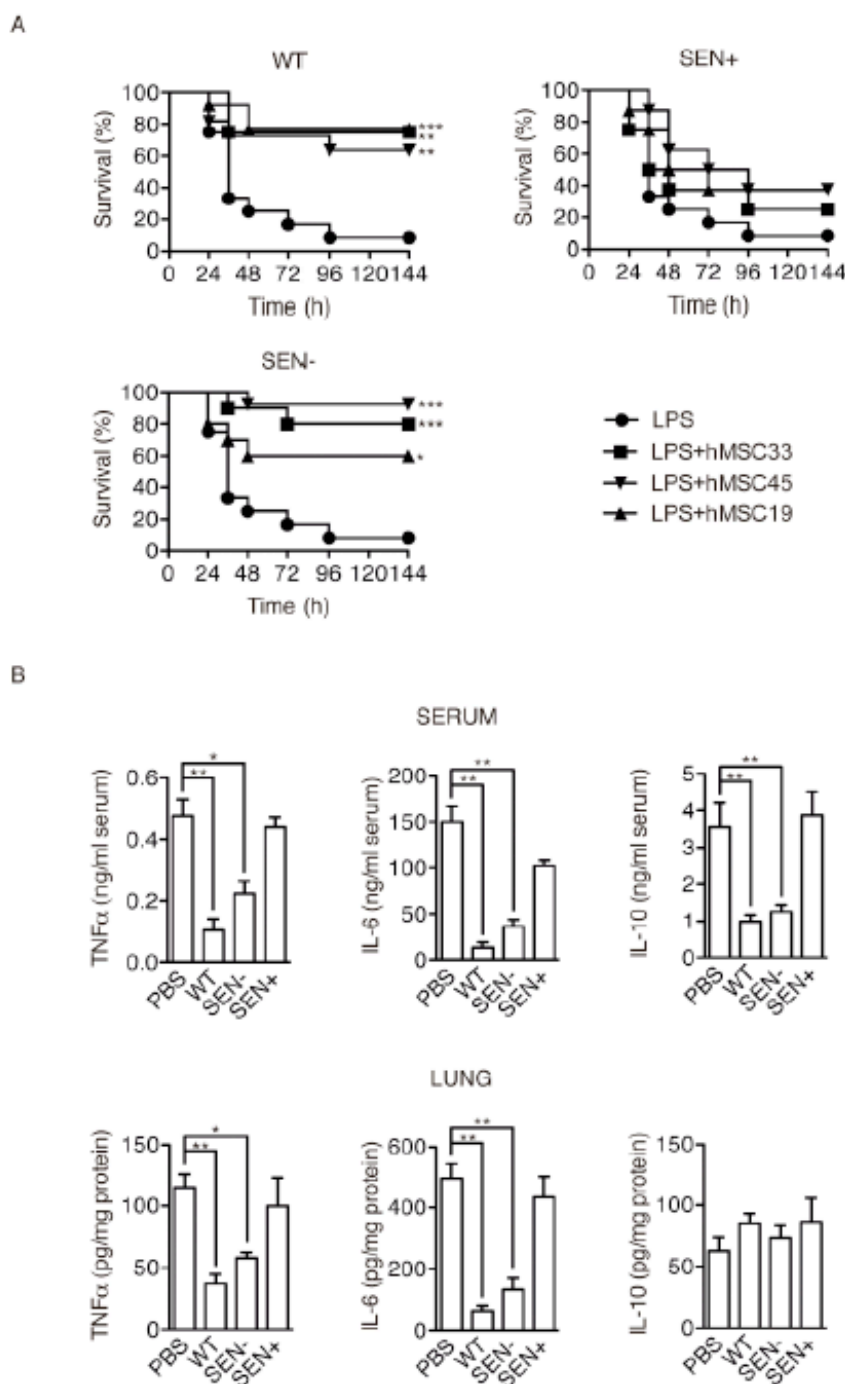 A
WT
Survival (%)
100
80
60
40
20
0
***
**
**
0 24 48 72 96 120 144
Time (h)
SEN+
Survival (%)
100
80
60
40
20
0
0 24 48 72 96 120 144
Time (h)
SEN-
Survival (%)
100
80
60
40
20
0
***
***
*
0 24 48 72 96 120 144
Time (h)
LPS
LPS+hMSC33
LPS+hMSC45
LPS+hMSC19
B
SERUM
TNFα (ng/ml serum)
0.6
0.4
0.2
0.0
*
**
PBS WT SEN- SEN+
IL-6 (ng/ml serum)
200
150
100
50
0
**
**
PBS WT SEN- SEN+
IL-10 (ng/ml serum)
5
4
3
2
1
0
**
**
PBS WT SEN- SEN+
LUNG
TNFα (pg/mg protein)
150
100
50
0
*
**
PBS WT SEN- SEN+
IL-6 (pg/mg protein)
600
400
200
0
**
**
PBS WT SEN- SEN+
IL-10 (pg/mg protein)
150
100
50
0
PBS WT SEN- SEN+